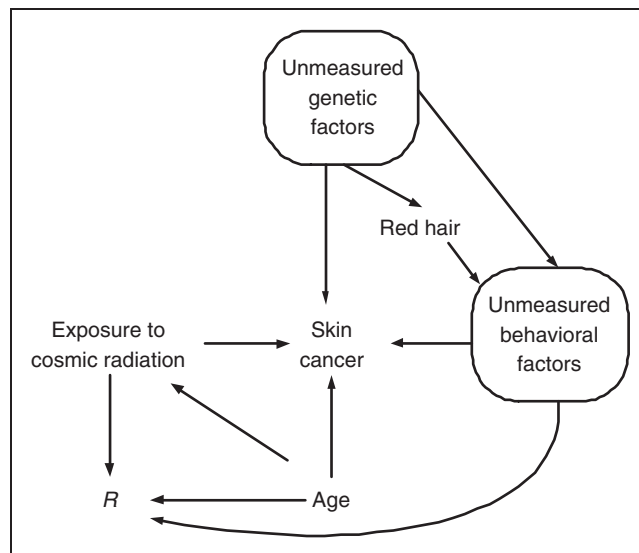 Unmeasured
genetic
factors
Red hair
Unmeasured
behavioral
factors
Exposure to
cosmic radiation
Skin
cancer
R
Age